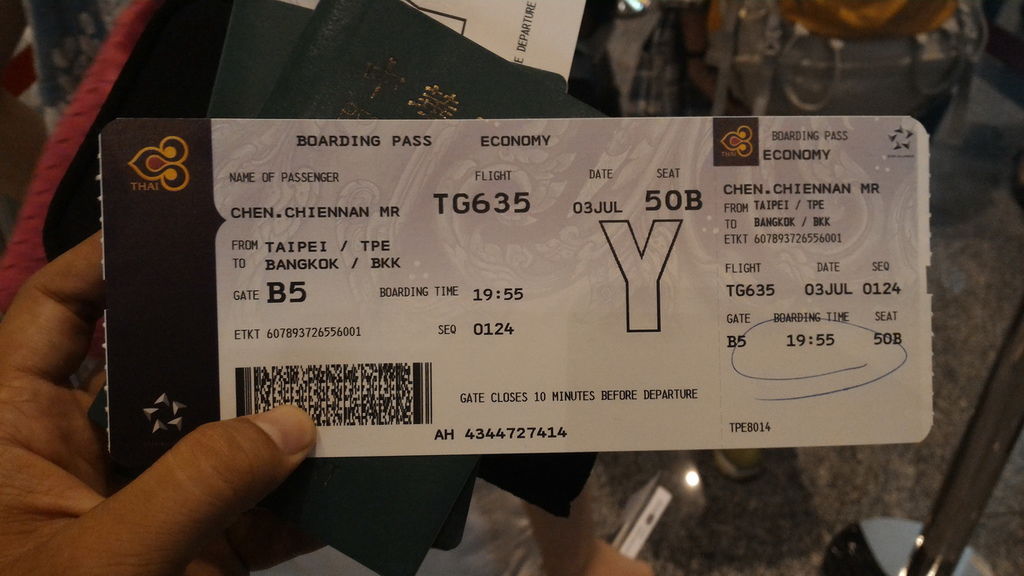 E DEPARTURE
華
THAI
BOARDING PASS ECONOMY
NAME OF PASSENGER FLIGHT DATE SEAT
CHEN.CHIENNAN MR TG635 03JUL 50B
FROM TAIPEI / TPE
TO BANGKOK / BKK
Y
GATE B5 BOARDING TIME 19:55
ETKT 607893726556001 SEQ 0124
GATE CLOSES 10 MINUTES BEFORE DEPARTURE
AH 4344727414
THAI
BOARDING PASS
ECONOMY
CHEN.CHIENNAN MR
FROM TAIPEI / TPE
TO BANGKOK / BKK
ETKT 607893726556001
FLIGHT DATE SEQ
TG635 03JUL 0124
GATE BOARDING TIME SEAT
B5 19:55 50B
TPE8014